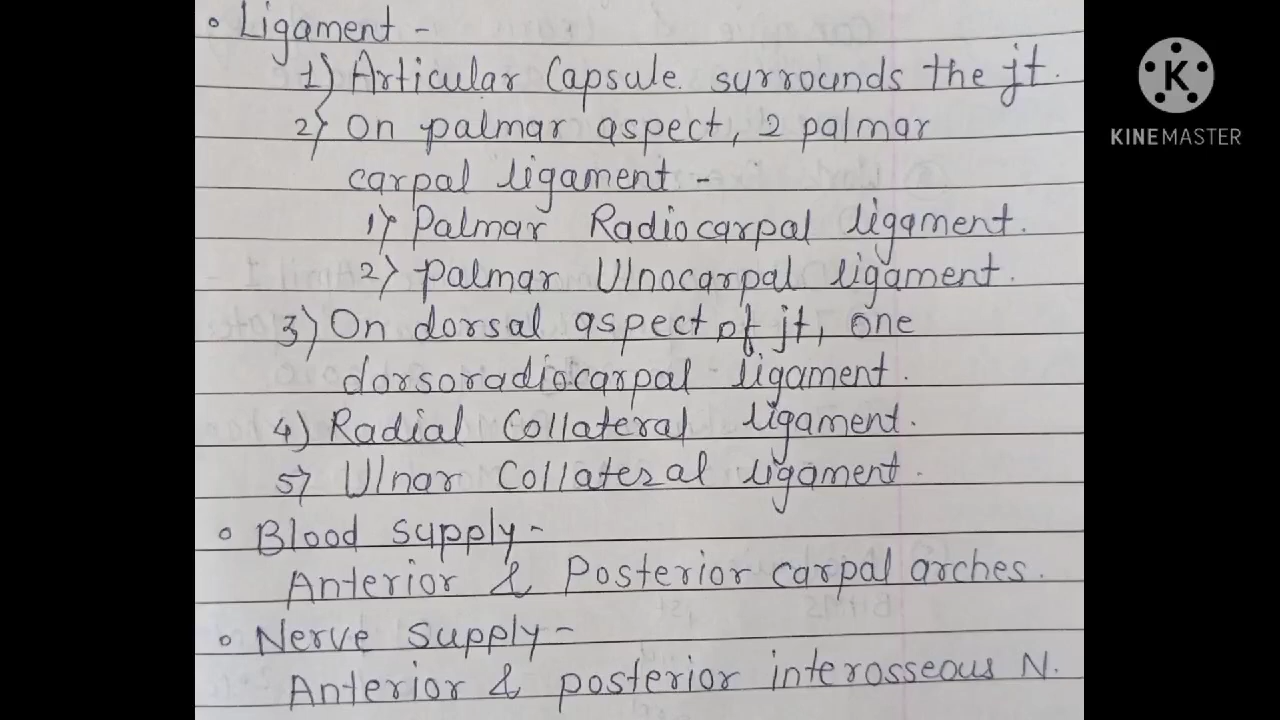 • Ligament -
1) Articular Capsule surrounds the jt.
2) On palmar aspect, 2 palmar
carpal ligament -
1) Palmar Radiocarpal ligament.
2) Palmar Ulnocarpal ligament.
3) On dorsal aspect of jt, one
dorsoradiocarpal ligament.
4) Radial Collateral ligament.
5) Ulnar Collateral ligament.
• Blood supply -
Anterior & Posterior carpal arches.
• Nerve supply -
Anterior & posterior interosseous N.
K
KINEMASTER